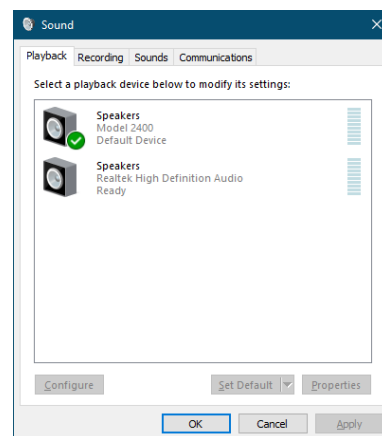 Sound
Playback Recording Sounds Communications
Select a playback device below to modify its settings:
Speakers
Model 2400
Default Device
Speakers
Realtek High Definition Audio
Ready
Configure Set Default Properties
OK Cancel Apply